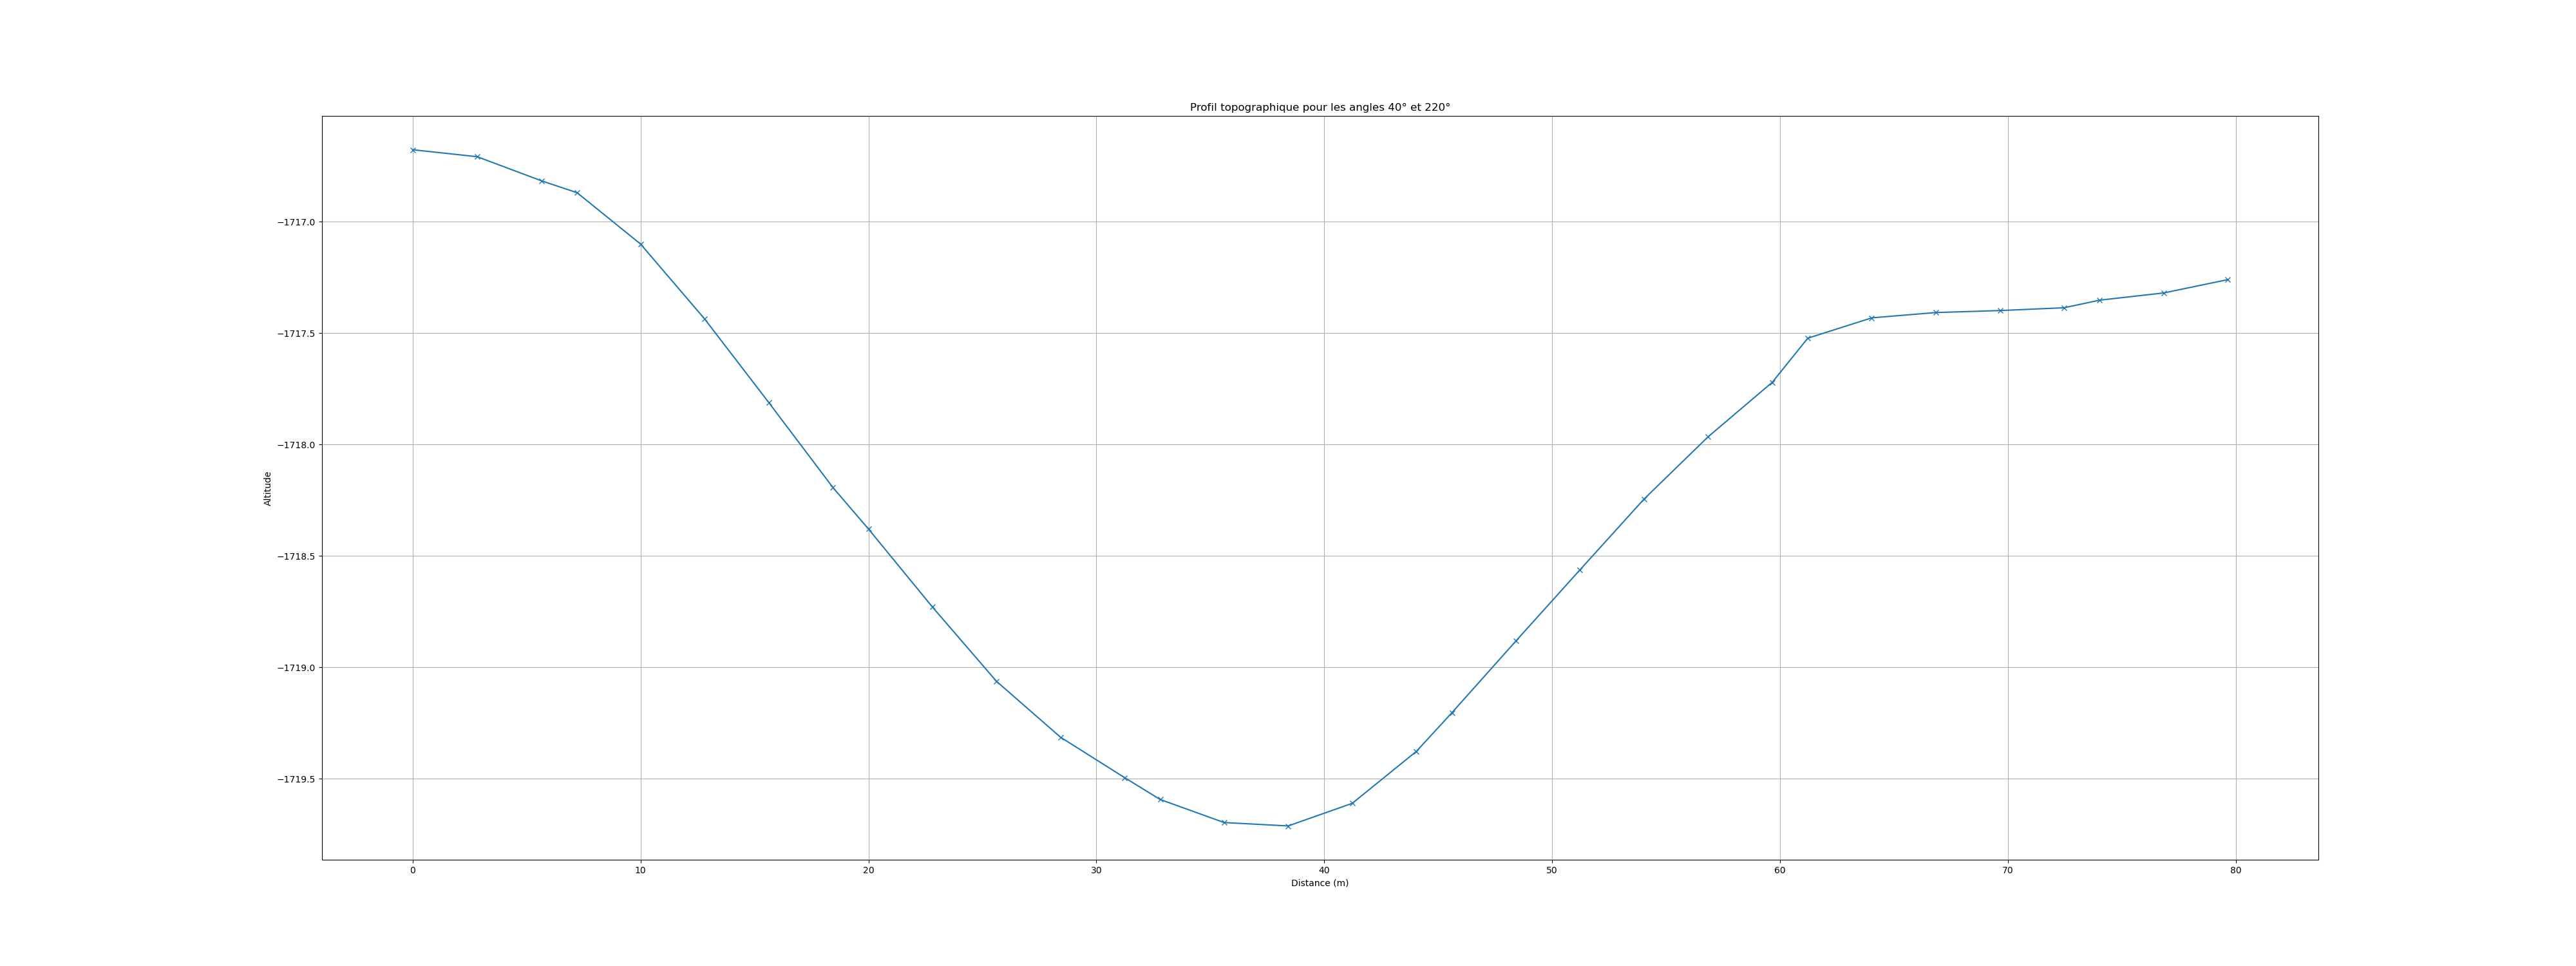 Profil topographique pour les angles 40° et 220°
Altitude
−1717.0
−1717.5
−1718.0
−1718.5
−1719.0
−1719.5
0 10 20 30 40 50 60 70 80
Distance (m)